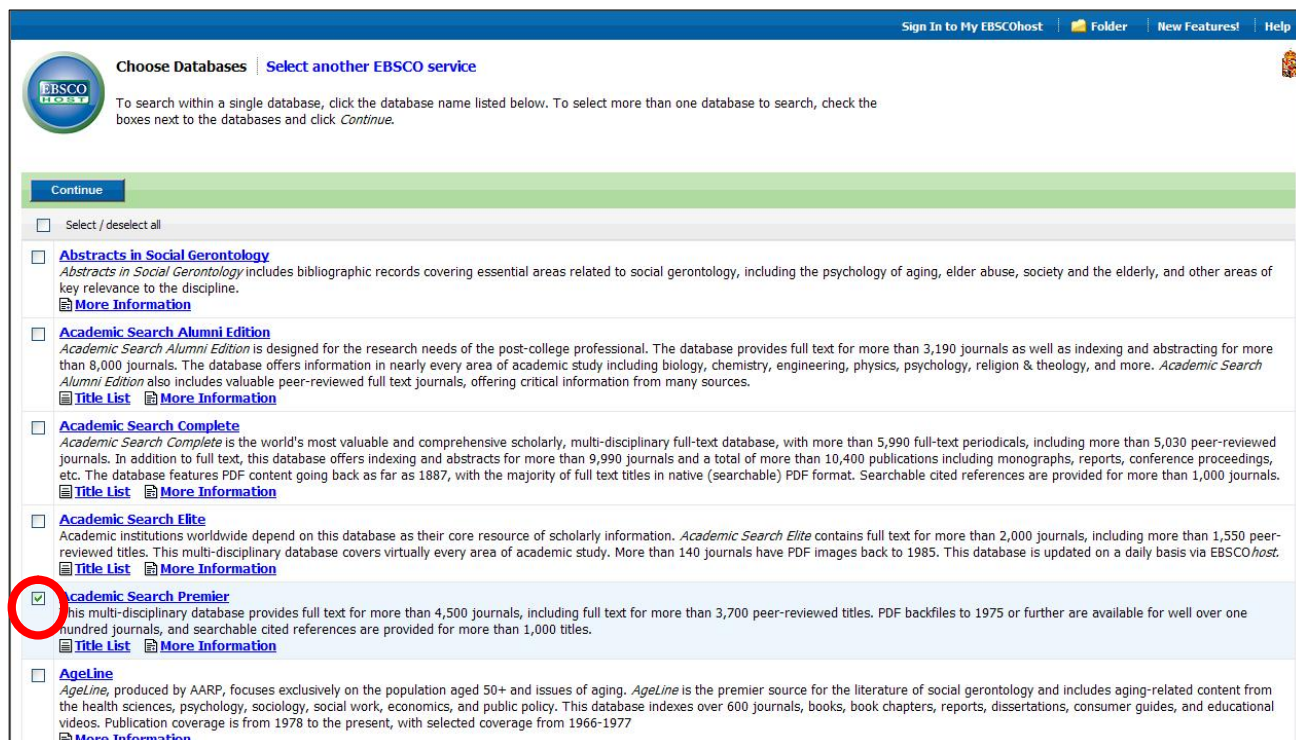 Sign In to My EBSCOhost Folder New Features! Help
Choose Databases Select another EBSCO service
EBSCO
HOST
To search within a single database, click the database name listed below. To select more than one database to search, check the
boxes next to the databases and click Continue.
Continue
Select / deselect all
Abstracts in Social Gerontology
Abstracts in Social Gerontology includes bibliographic records covering essential areas related to social gerontology, including the psychology of aging, elder abuse, society and the elderly, and other areas of
key relevance to the discipline.
More Information
Academic Search Alumni Edition
Academic Search Alumni Edition is designed for the research needs of the post-college professional. The database provides full text for more than 3,190 journals as well as indexing and abstracting for more
than 8,000 journals. The database offers information in nearly every area of academic study including biology, chemistry, engineering, physics, psychology, religion & theology, and more. Academic Search
Alumni Edition also includes valuable peer-reviewed full text journals, offering critical information from many sources.
Title List More Information
Academic Search Complete
Academic Search Complete is the world's most valuable and comprehensive scholarly, multi-disciplinary full-text database, with more than 5,990 full-text periodicals, including more than 5,030 peer-reviewed
journals. In addition to full text, this database offers indexing and abstracts for more than 9,990 journals and a total of more than 10,400 publications including monographs, reports, conference proceedings,
etc. The database features PDF content going back as far as 1887, with the majority of full text titles in native (searchable) PDF format. Searchable cited references are provided for more than 1,000 journals.
Title List More Information
Academic Search Elite
Academic institutions worldwide depend on this database as their core resource of scholarly information. Academic Search Elite contains full text for more than 2,000 journals, including more than 1,550 peer-
reviewed titles. This multi-disciplinary database covers virtually every area of academic study. More than 140 journals have PDF images back to 1985. This database is updated on a daily basis via EBSCOhost.
Title List More Information
Academic Search Premier
This multi-disciplinary database provides full text for more than 4,500 journals, including full text for more than 3,700 peer-reviewed titles. PDF backfiles to 1975 or further are available for well over one
hundred journals, and searchable cited references are provided for more than 1,000 titles.
Title List More Information
AgeLine
AgeLine, produced by AARP, focuses exclusively on the population aged 50+ and issues of aging. AgeLine is the premier source for the literature of social gerontology and includes aging-related content from
the health sciences, psychology, sociology, social work, economics, and public policy. This database indexes over 600 journals, books, book chapters, reports, dissertations, consumer guides, and educational
videos. Publication coverage is from 1978 to the present, with selected coverage from 1966-1977
More Information